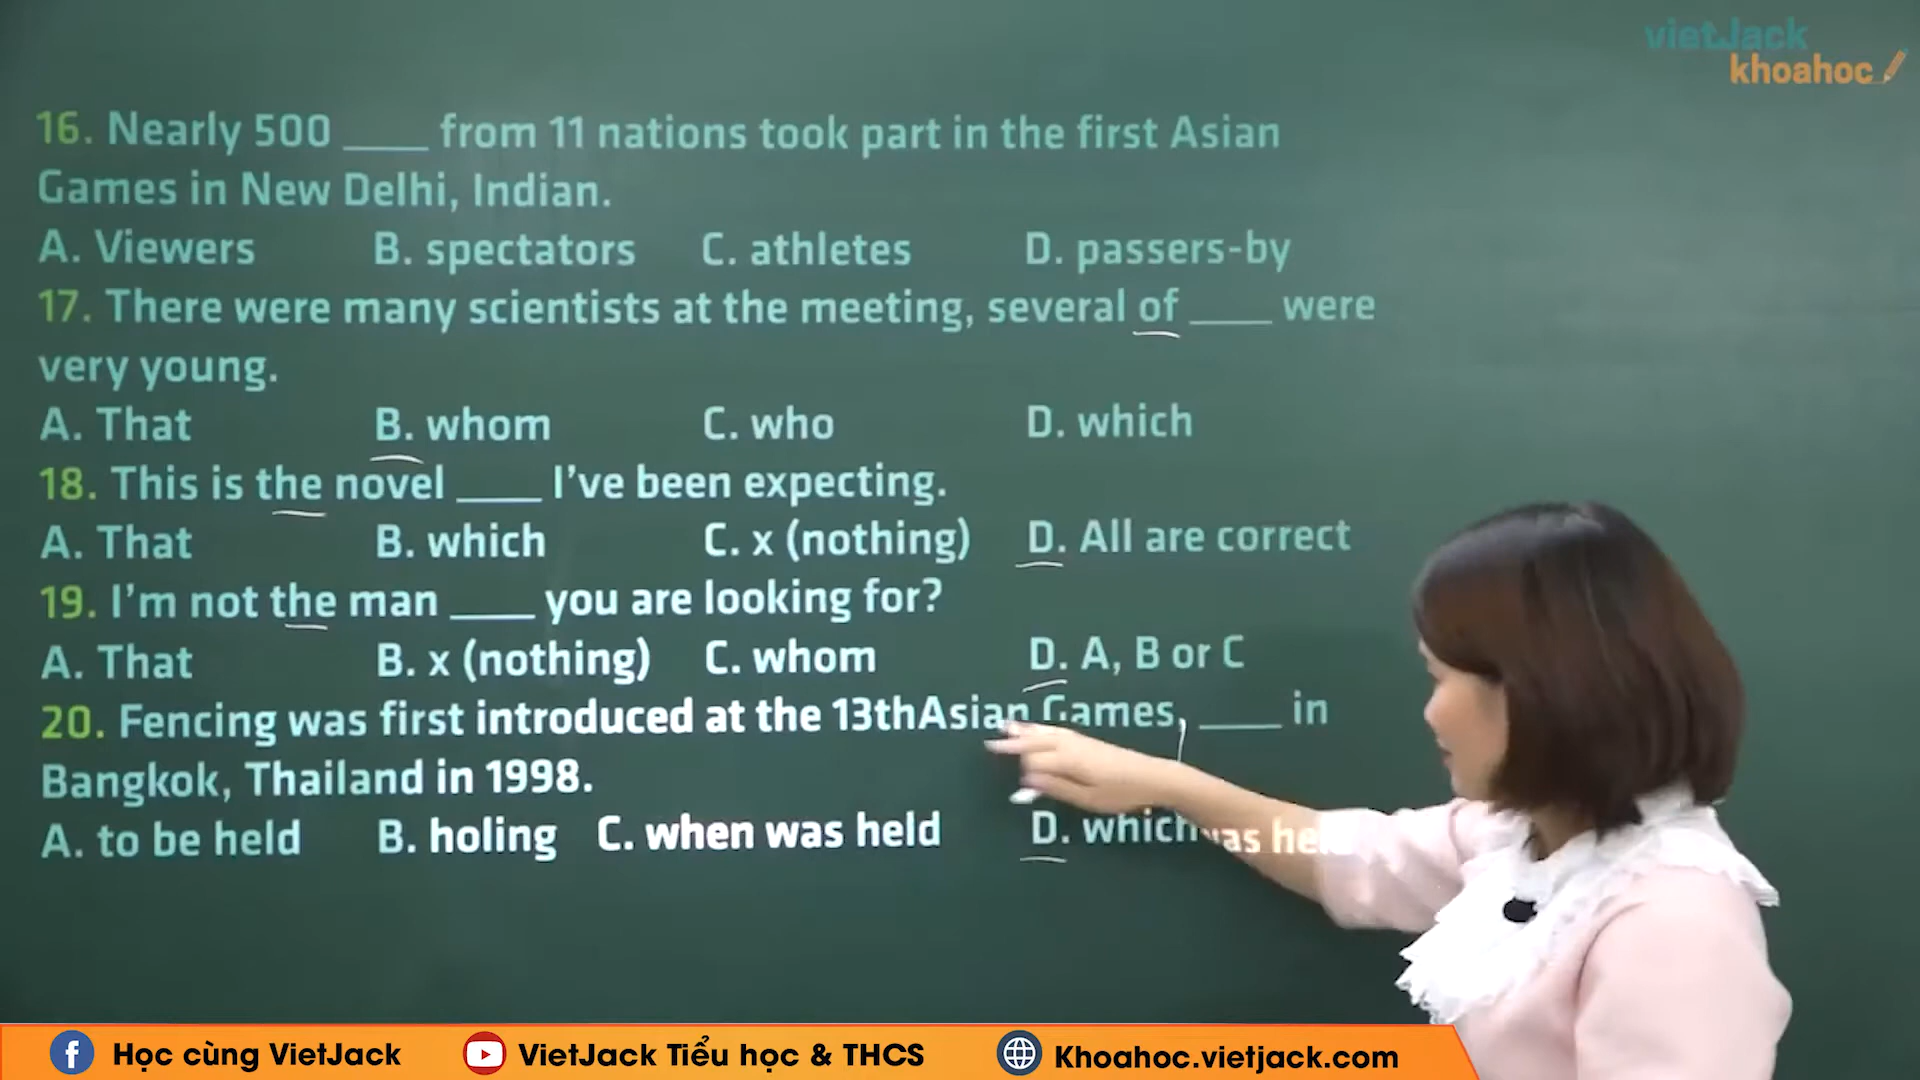 vietJack
khoahoc
16. Nearly 500 ____ from 11 nations took part in the first Asian
Games in New Delhi, Indian.
A. Viewers B. spectators C. athletes D. passers-by
17. There were many scientists at the meeting, several of ____ were
very young.
A. That B. whom C. who D. which
18. This is the novel ____ I've been expecting.
A. That B. which C. x (nothing) D. All are correct
19. I'm not the man ____ you are looking for?
A. That B. x (nothing) C. whom D. A, B or C
20. Fencing was first introduced at the 13thAsian Games, ____ in
Bangkok, Thailand in 1998.
A. to be held B. holing C. when was held D. which
Học cùng VietJack VietJack Tiểu học & THCS Khoahoc.vietjack.com